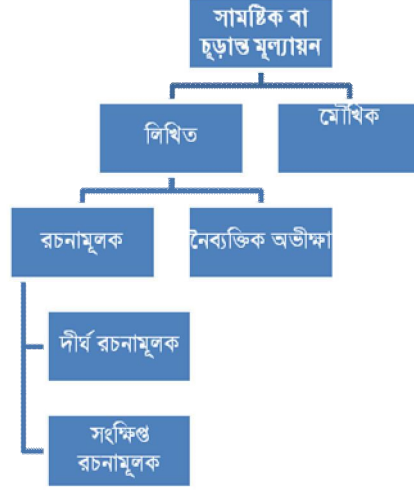 সামষ্টিক বা
চূড়ান্ত মূল্যায়ন
লিখিত
মৌখিক
রচনামূলক
নৈব্যক্তিক অভীক্ষা
দীর্ঘ রচনামূলক
সংক্ষিপ্ত
রচনামূলক